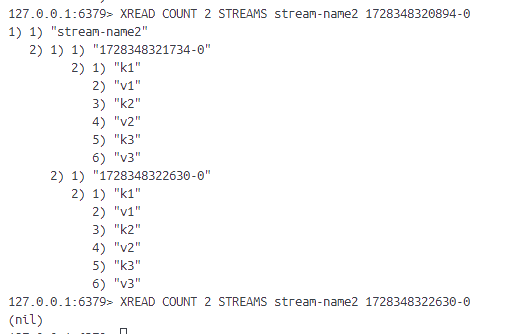 127.0.0.1:6379> XREAD COUNT 2 STREAMS stream-name2 1728348320894-0
1) 1) "stream-name2"
   2) 1) 1) "1728348321734-0"
         2) 1) "k1"
            2) "v1"
            3) "k2"
            4) "v2"
            5) "k3"
            6) "v3"
      2) 1) "1728348322630-0"
         2) 1) "k1"
            2) "v1"
            3) "k2"
            4) "v2"
            5) "k3"
            6) "v3"
127.0.0.1:6379> XREAD COUNT 2 STREAMS stream-name2 1728348322630-0
(nil)